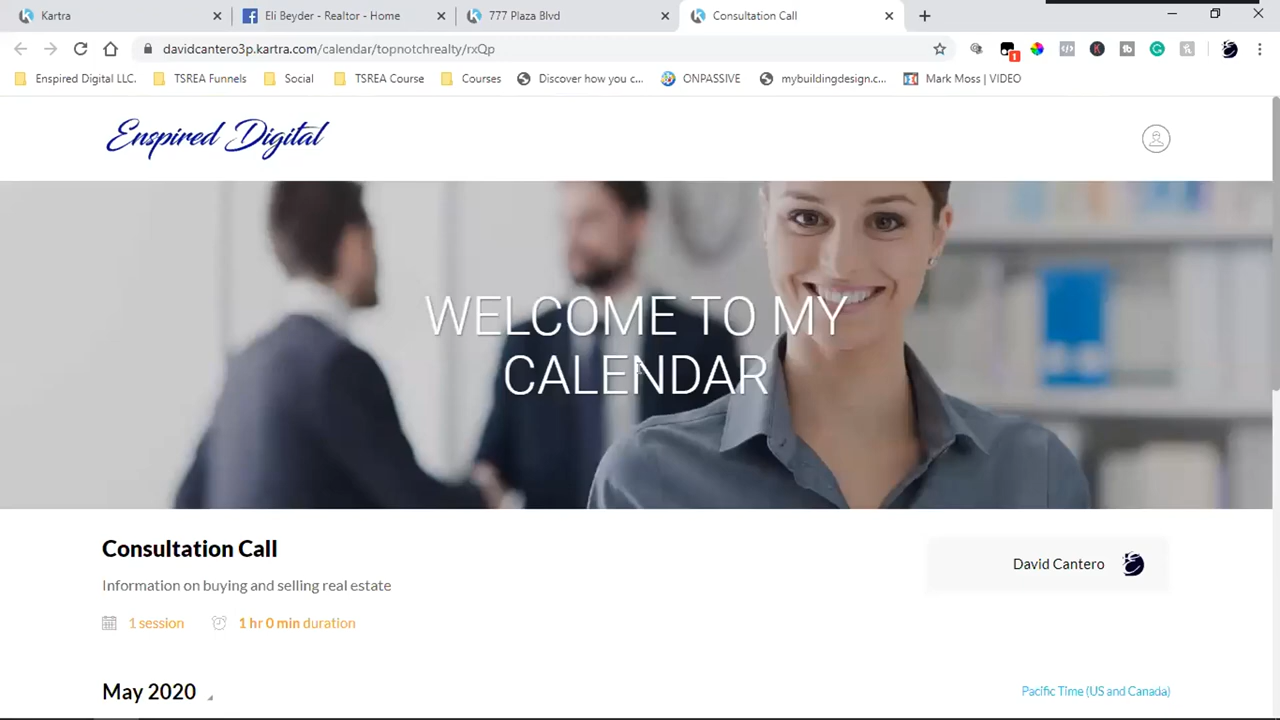 Kartra
Eli Beyder - Realtor - Home
777 Plaza Blvd
Consultation Call
davidcantero3p.kartra.com/calendar/topnotchrealty/rxQp
1
Enspired Digital LLC.
TSREA Funnels
Social
TSREA Course
Courses
Discover how you c...
ONPASSIVE
mybuildingdesign.c...
Mark Moss | VIDEO
Enspired Digital
WELCOME TO MY
CALENDAR
Consultation Call
David Cantero
Information on buying and selling real estate
1 session
1 hr 0 min duration
May 2020
Pacific Time (US and Canada)